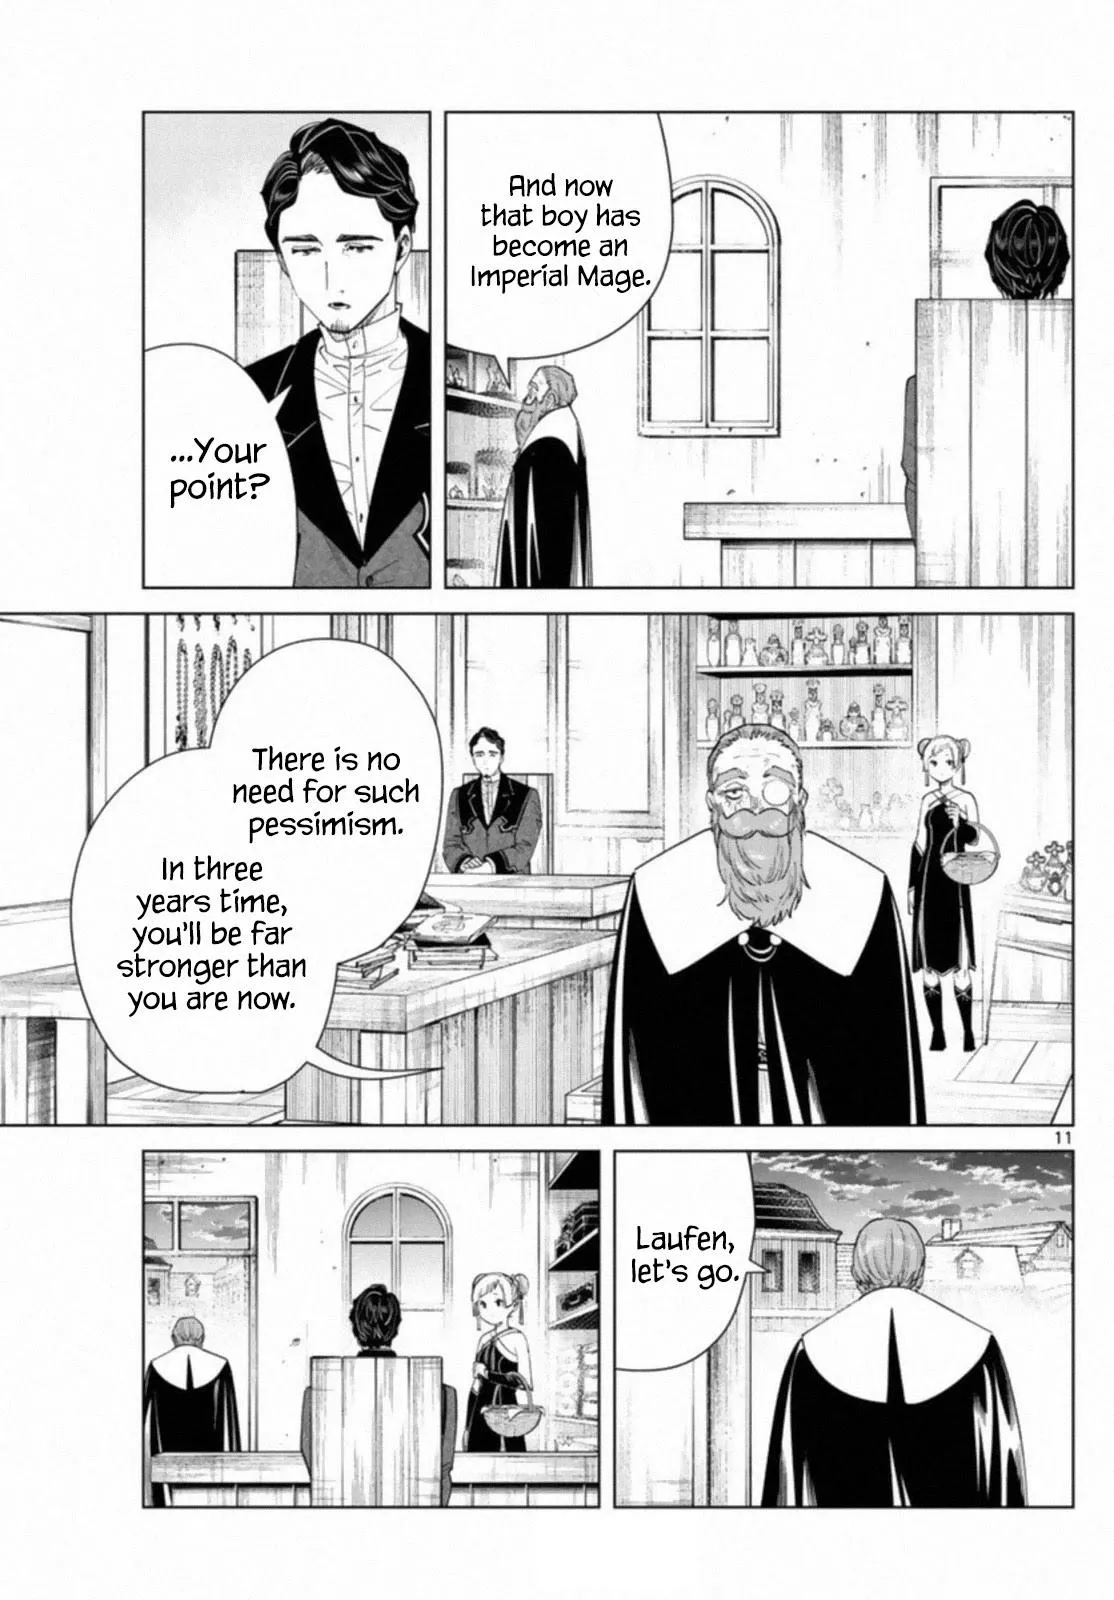 And now
that boy has
become an
Imperial Mage.
...Your
point?
There is no
need for such
pessimism.
In three
years time,
you'll be far
stronger than
you are now.
11
Laufen,
let's go.